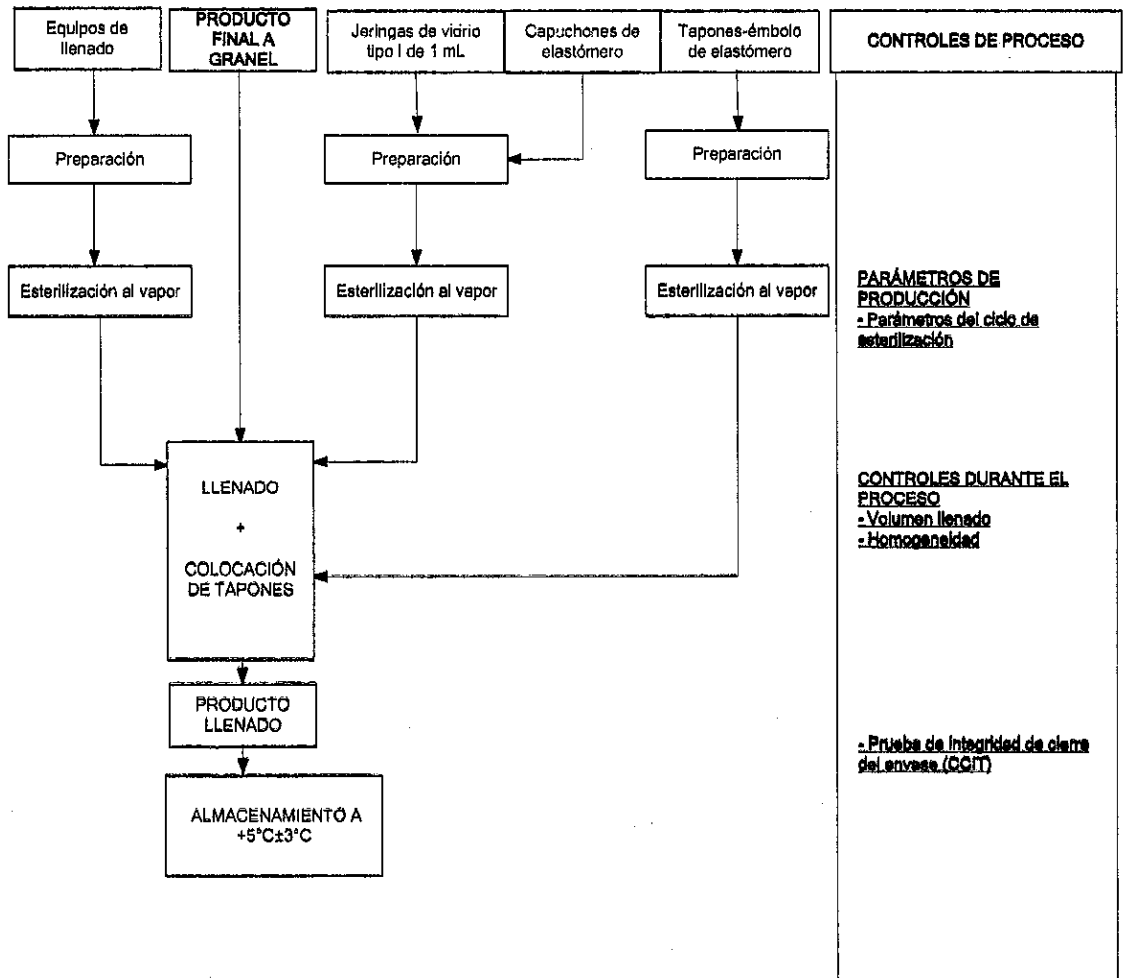 Equipos de
llenado
PRODUCTO
FINAL A
GRANEL
Jeringas de vidrio
tipo I de 1 mL
Capuchones de
elastómero
Tapones-émbolo
de elastómero
CONTROLES DE PROCESO
Preparación
Preparación
Preparación
Esterilización al vapor
Esterilización al vapor
Esterilización al vapor
PARÁMETROS DE
PRODUCCIÓN
- Parámetros del ciclo de
esterilización
LLENADO
+
COLOCACIÓN
DE TAPONES
CONTROLES DURANTE EL
PROCESO
- Volumen llenado
- Homogeneidad
PRODUCTO
LLENADO
- Prueba de integridad de cierre
del envase (CCIT)
ALMACENAMIENTO A
+5°C±3°C